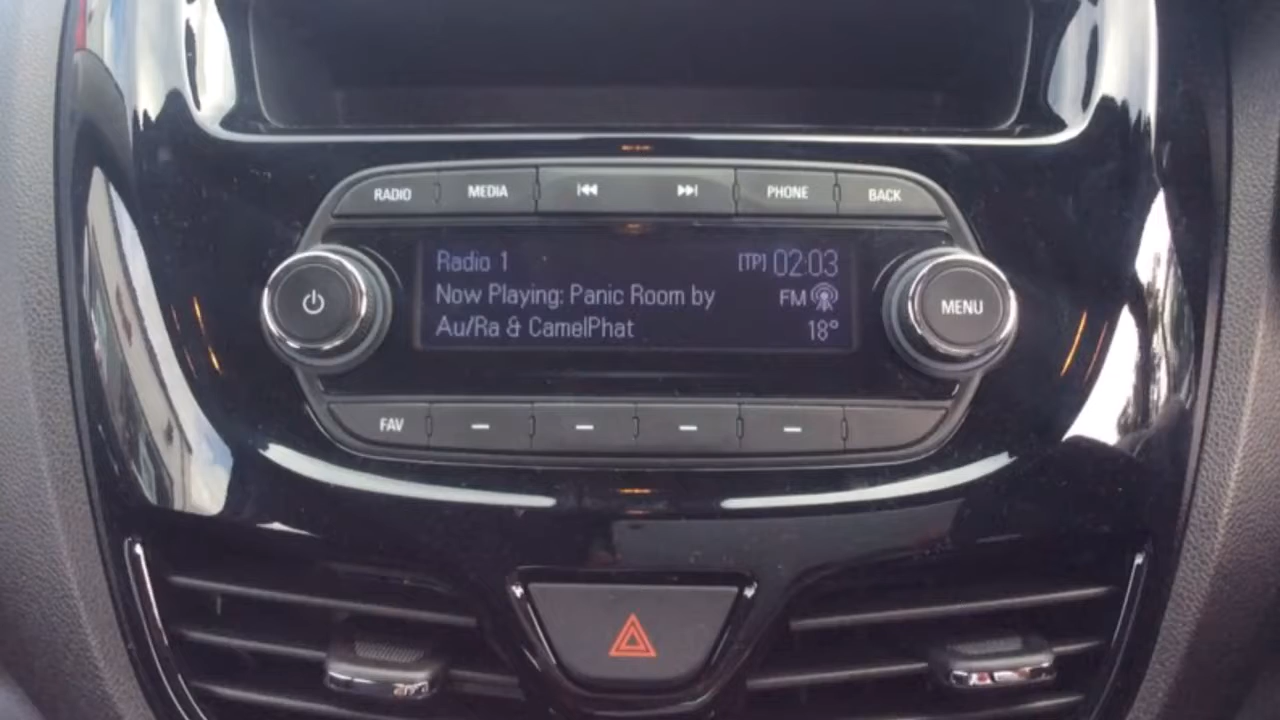 RADIO MEDIA PHONE BACK
Radio 1 [TP] 02:03
Now Playing: Panic Room by FM
Au/Ra & CamelPhat 18°
MENU
FAV